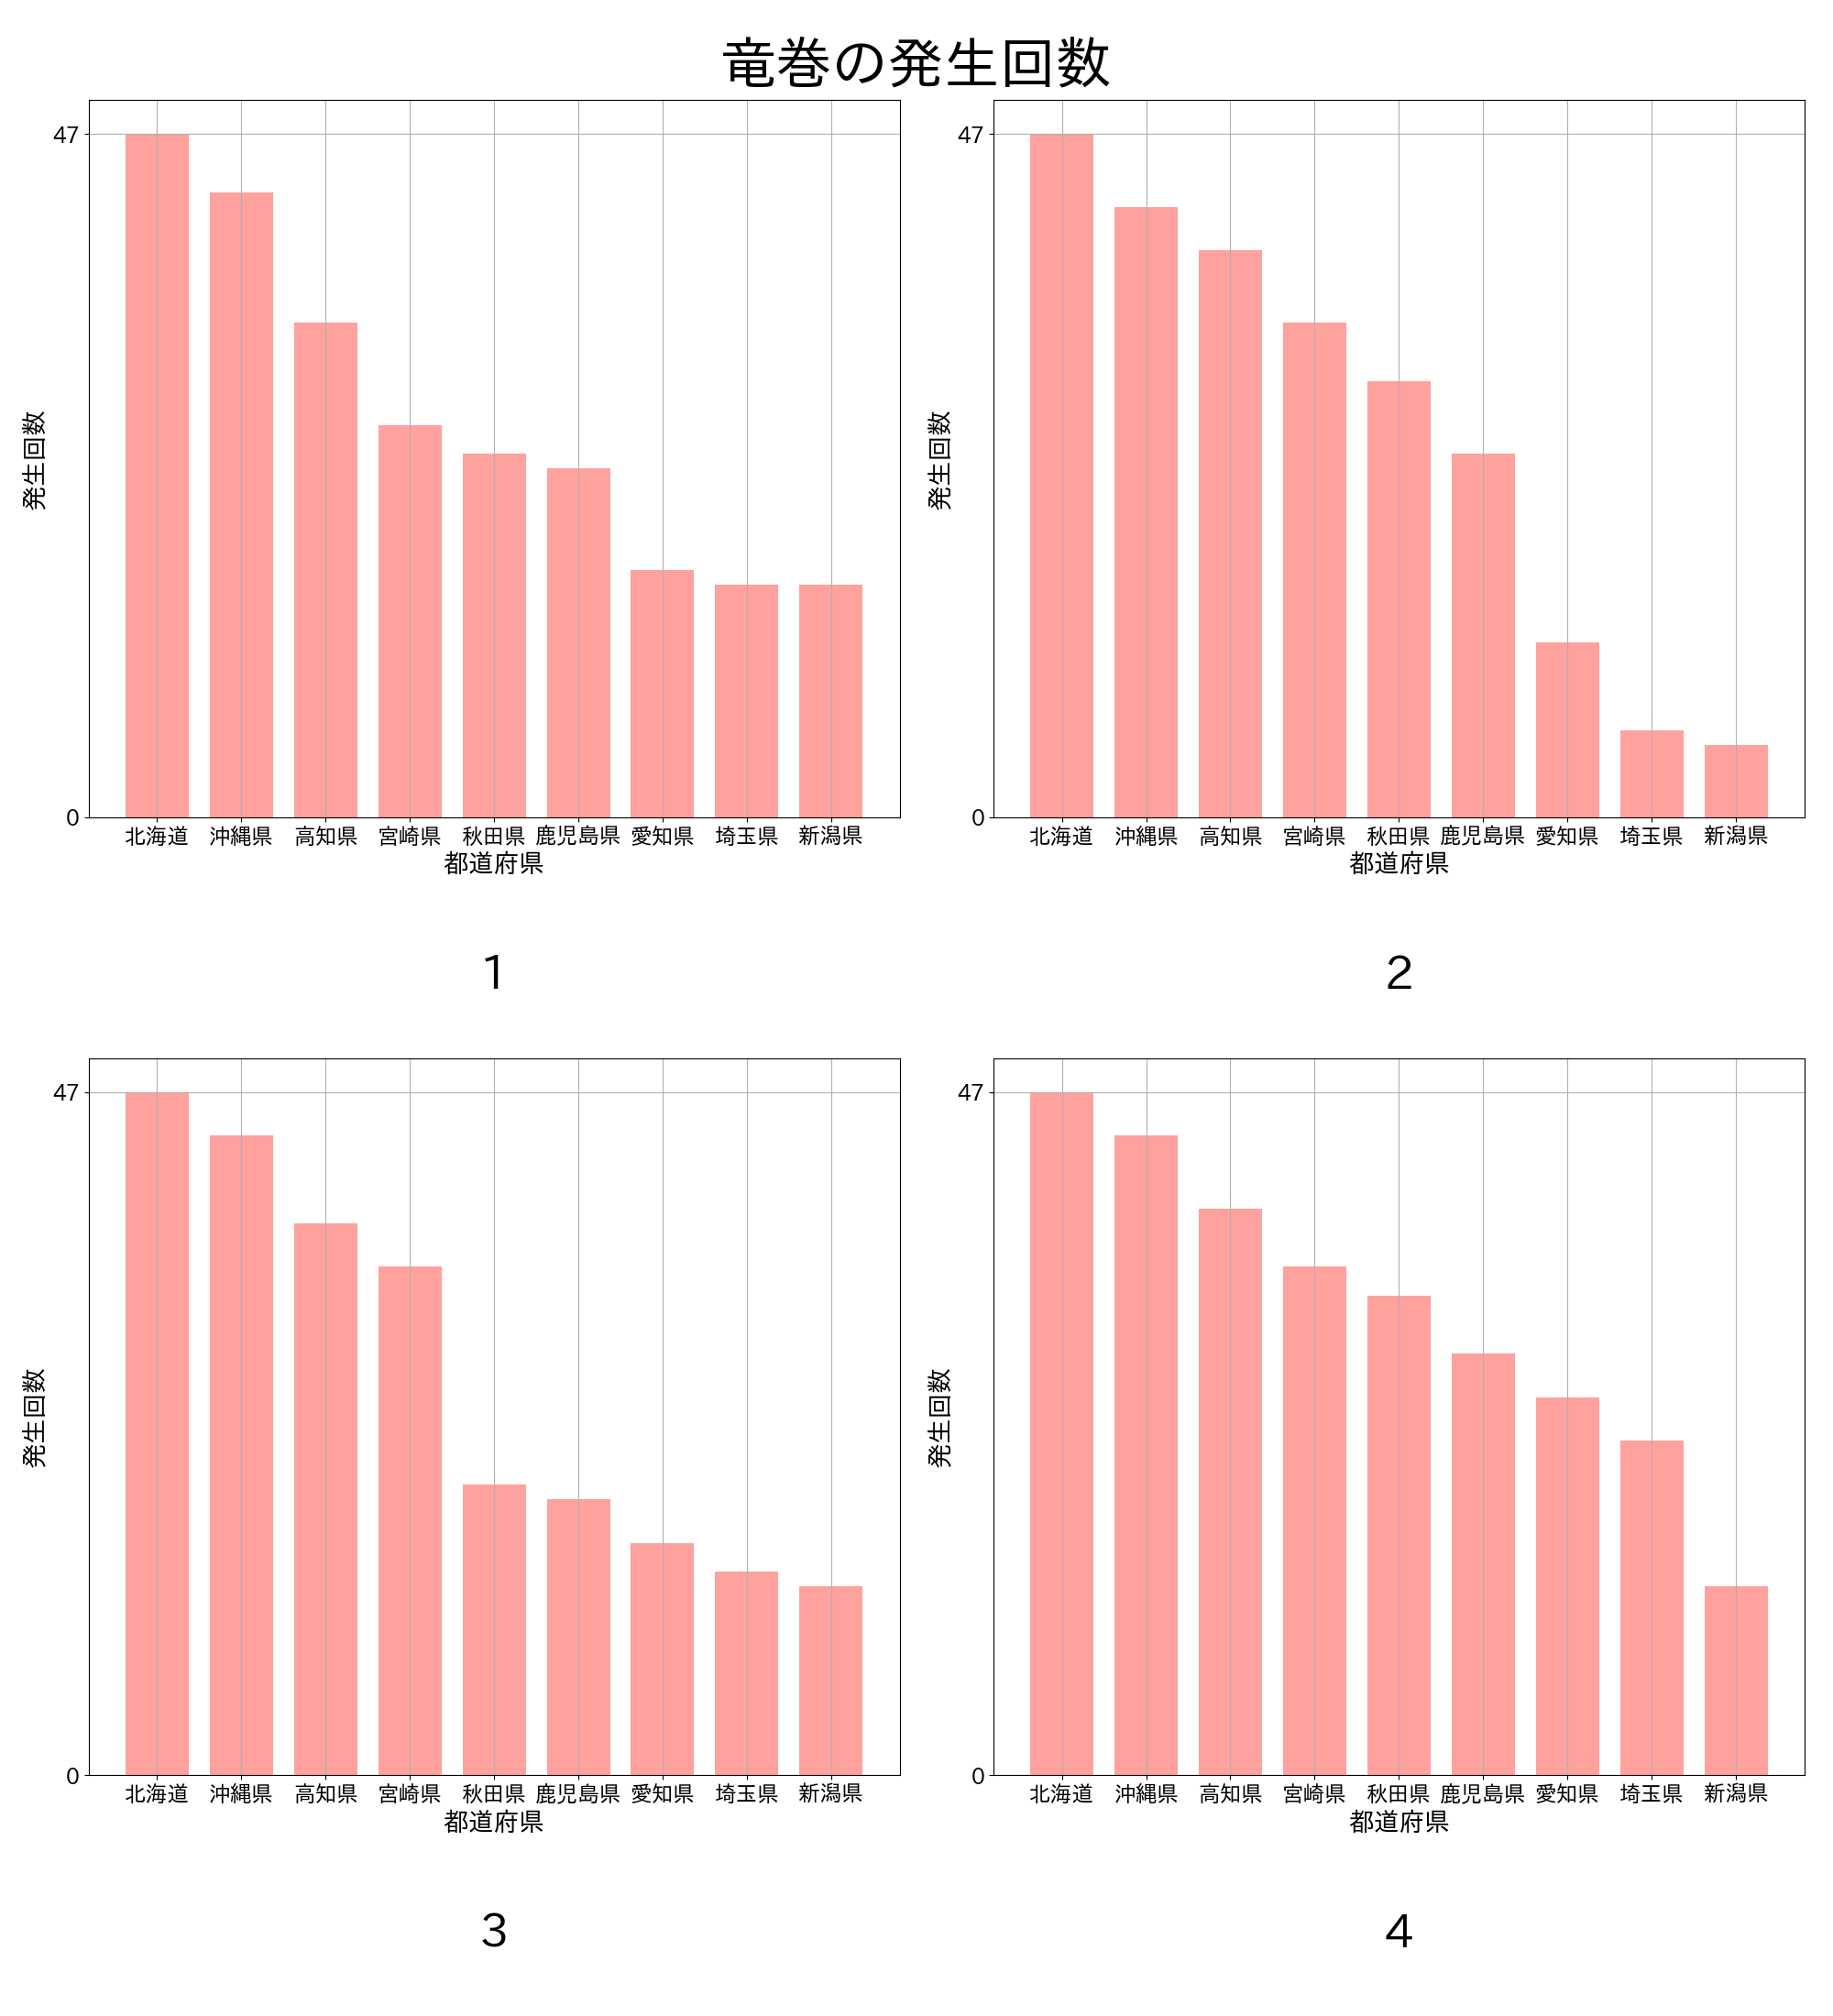 竜巻の発生回数
47
0
発生回数
北海道 沖縄県 高知県 宮崎県 秋田県 鹿児島県 愛知県 埼玉県 新潟県
都道府県
1
47
0
発生回数
北海道 沖縄県 高知県 宮崎県 秋田県 鹿児島県 愛知県 埼玉県 新潟県
都道府県
2
47
0
発生回数
北海道 沖縄県 高知県 宮崎県 秋田県 鹿児島県 愛知県 埼玉県 新潟県
都道府県
3
47
0
発生回数
北海道 沖縄県 高知県 宮崎県 秋田県 鹿児島県 愛知県 埼玉県 新潟県
都道府県
4